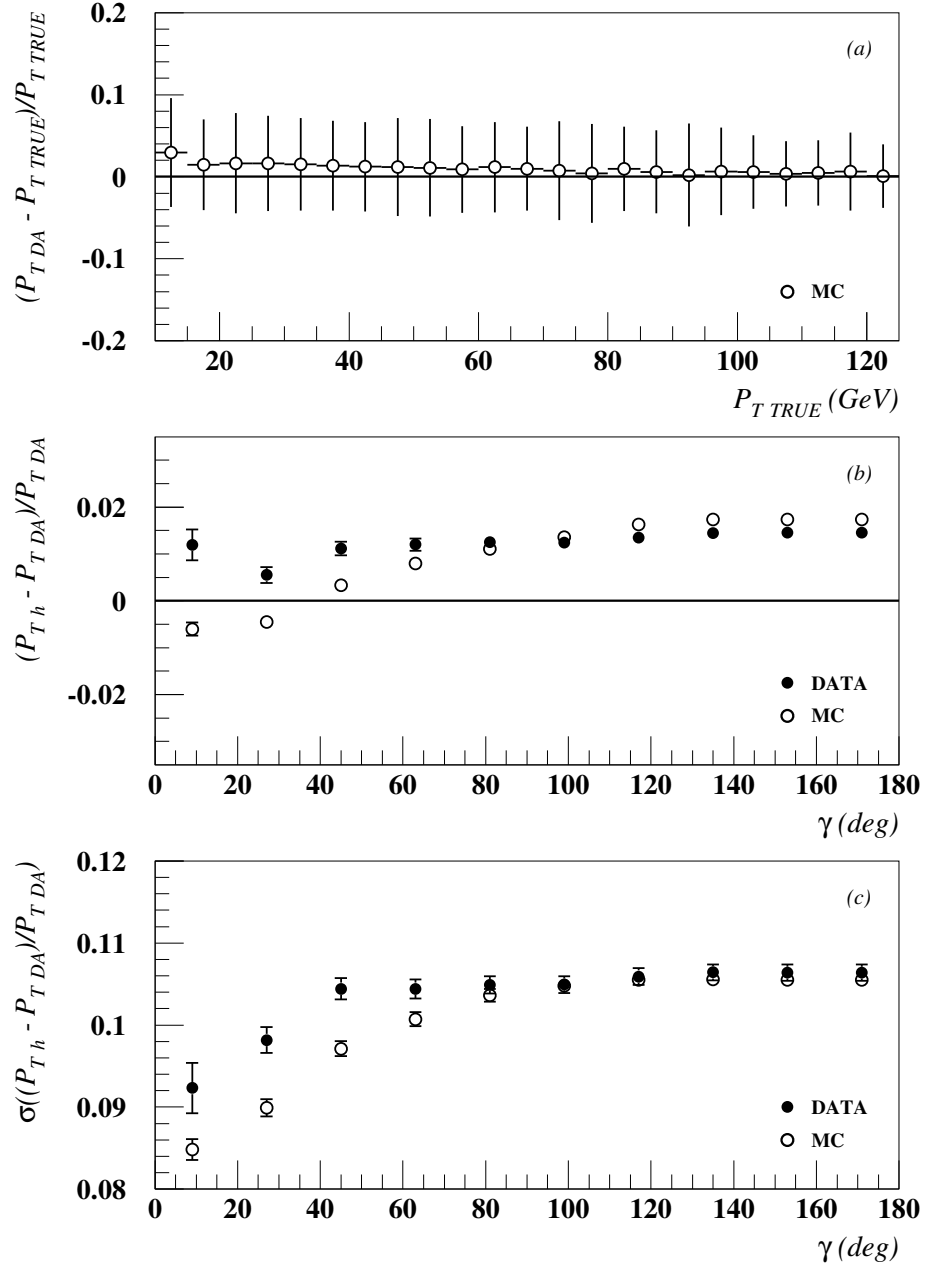 (P_T DA - P_T TRUE)/P_T TRUE
0.2
0.1
0
-0.1
-0.2
(a)
MC
20 40 60 80 100 120
P_T TRUE (GeV)
(P_T h - P_T DA)/P_T DA
0.02
0
-0.02
(b)
DATA
MC
0 20 40 60 80 100 120 140 160 180
γ (deg)
σ((P_T h - P_T DA)/P_T DA)
0.12
0.11
0.1
0.09
0.08
(c)
DATA
MC
0 20 40 60 80 100 120 140 160 180
γ (deg)